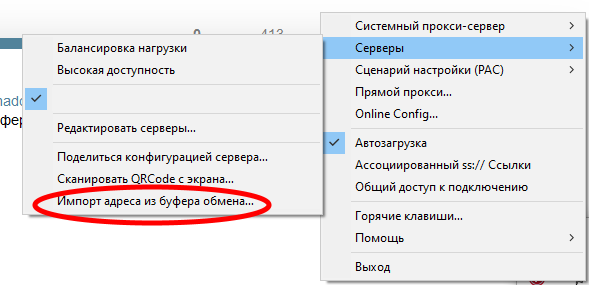 0
413
Системный прокси-сервер
Серверы
Сценарий настройки (PAC)
Прямой прокси...
Online Config...
Автозагрузка
Ассоциированный ss:// Ссылки
Общий доступ к подключению
Горячие клавиши...
Помощь
Выход
Балансировка нагрузки
Высокая доступность
Редактировать серверы...
Поделиться конфигурацией сервера...
Сканировать QRCode с экрана...
Импорт адреса из буфера обмена...